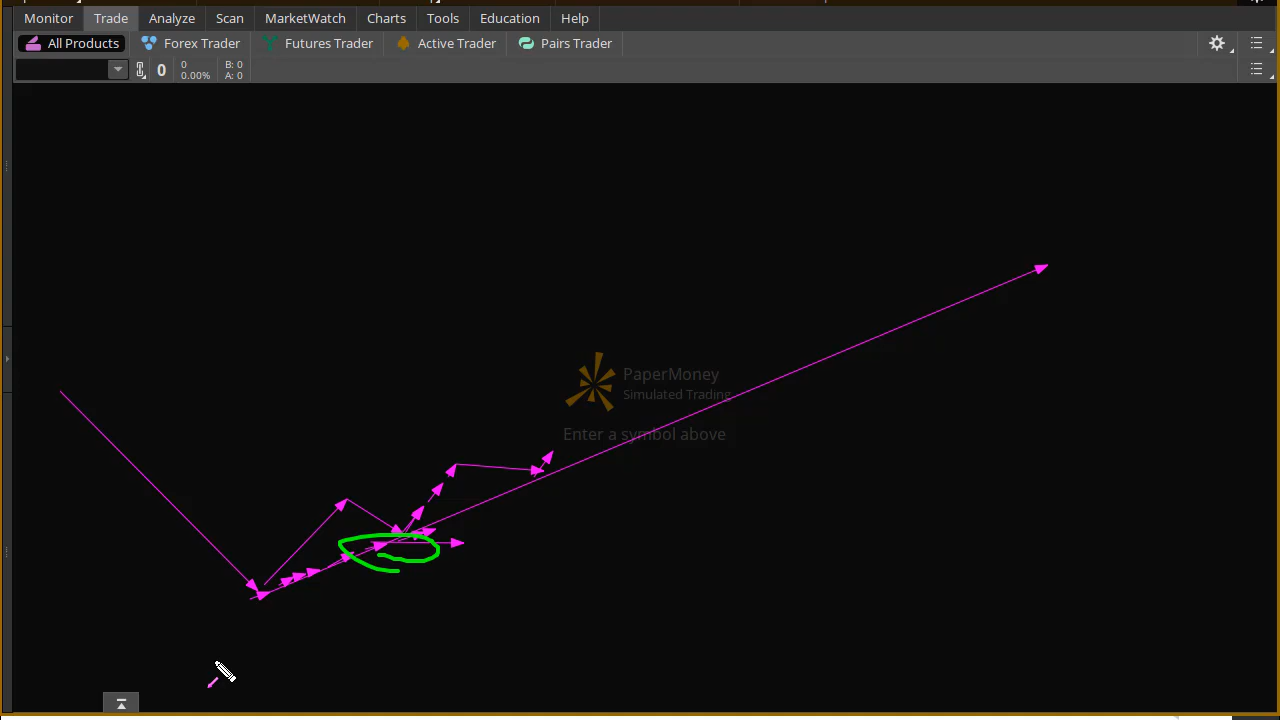 Monitor Trade Analyze Scan MarketWatch Charts Tools Education Help
All Products Forex Trader Futures Trader Active Trader Pairs Trader
0 0 B: 0
0.00% A: 0
PaperMoney
Simulated Trading
Enter a symbol above